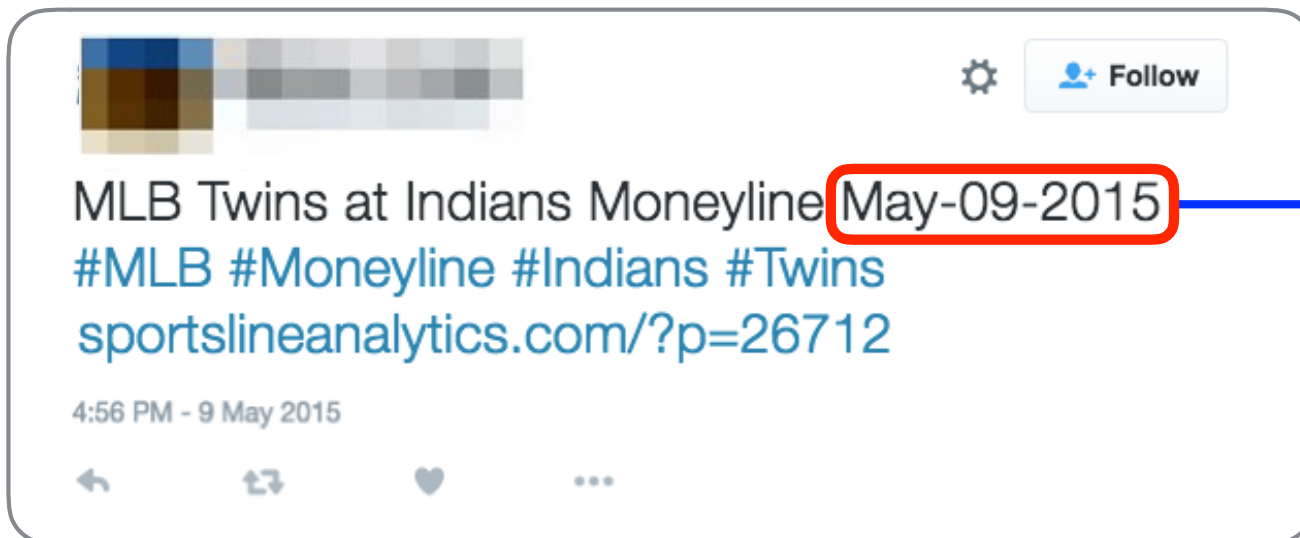 Follow
MLB Twins at Indians Moneyline May-09-2015
#MLB #Moneyline #Indians #Twins
sportslineanalytics.com/?p=26712
4:56 PM - 9 May 2015